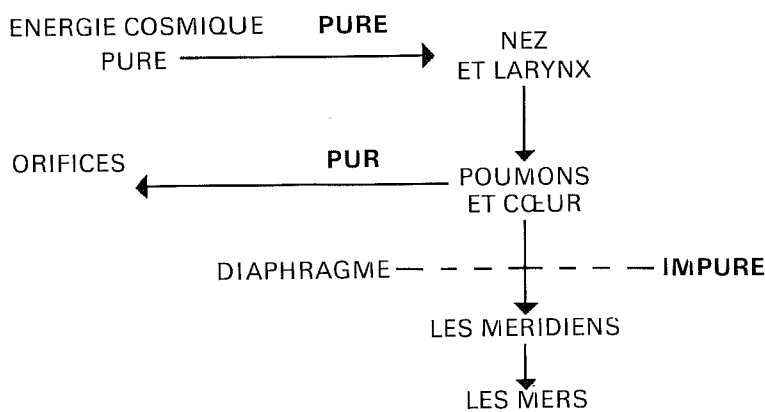 ENERGIE COSMIQUE PURE
PURE
NEZ
ET LARYNX
ORIFICES
PUR
POUMONS
ET CŒUR
DIAPHRAGME
IMPURE
LES MERIDIENS
LES MERS